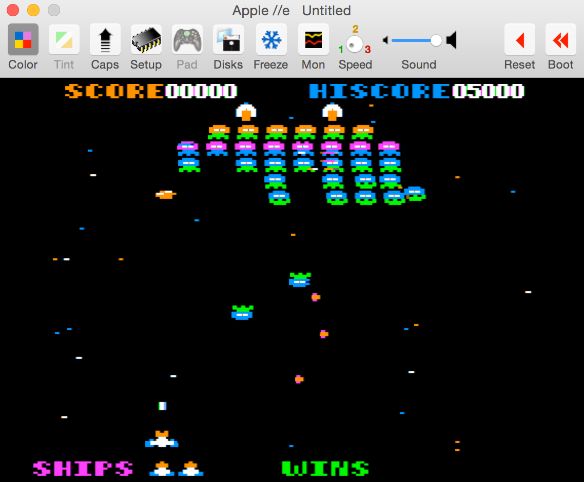 Apple //e Untitled
Color Tint Caps Setup Pad Disks Freeze Mon 1 2 3 Speed Sound Reset Boot
SCORE00000 HISCORE05000
SHIPS WINS